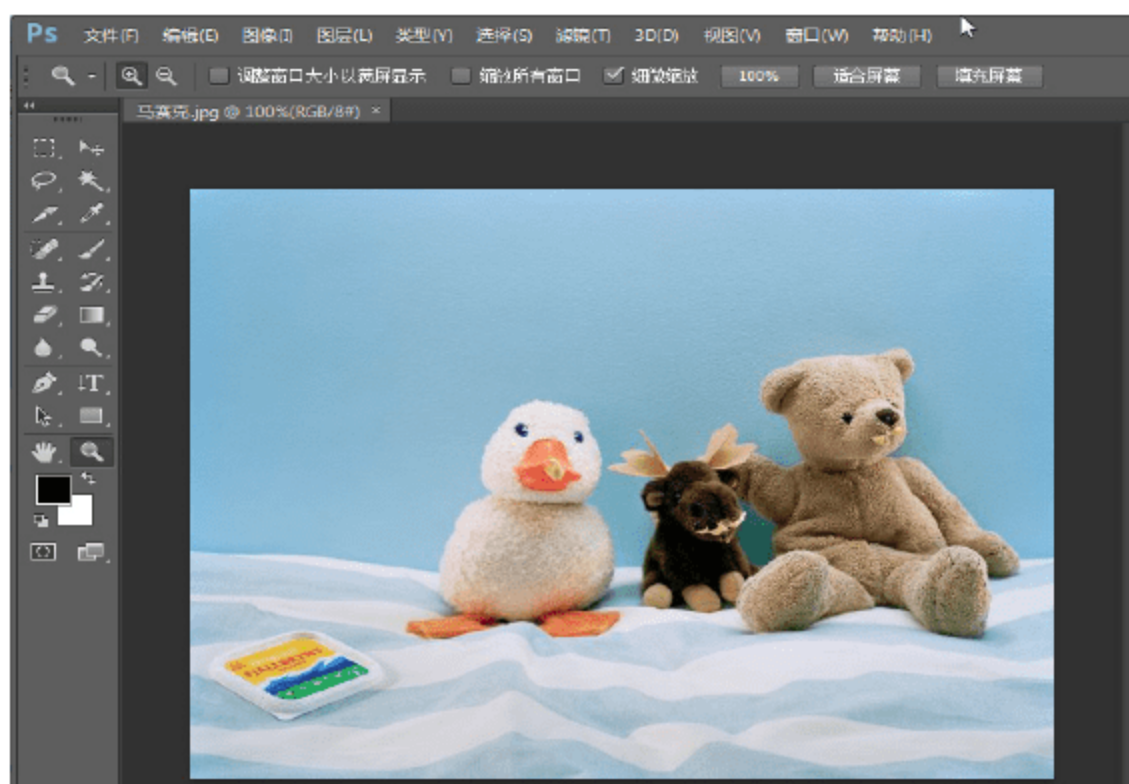 Ps 文件(F) 编辑(E) 图像(I) 图层(L) 类型(Y) 选择(S) 滤镜(T) 3D(D) 视图(V) 窗口(W) 帮助(H)
调整窗口大小以满屏显示 缩放所有窗口 细微缩放 100% 适合屏幕 填充屏幕
马赛克.jpg @ 100%(RGB/8#) ×